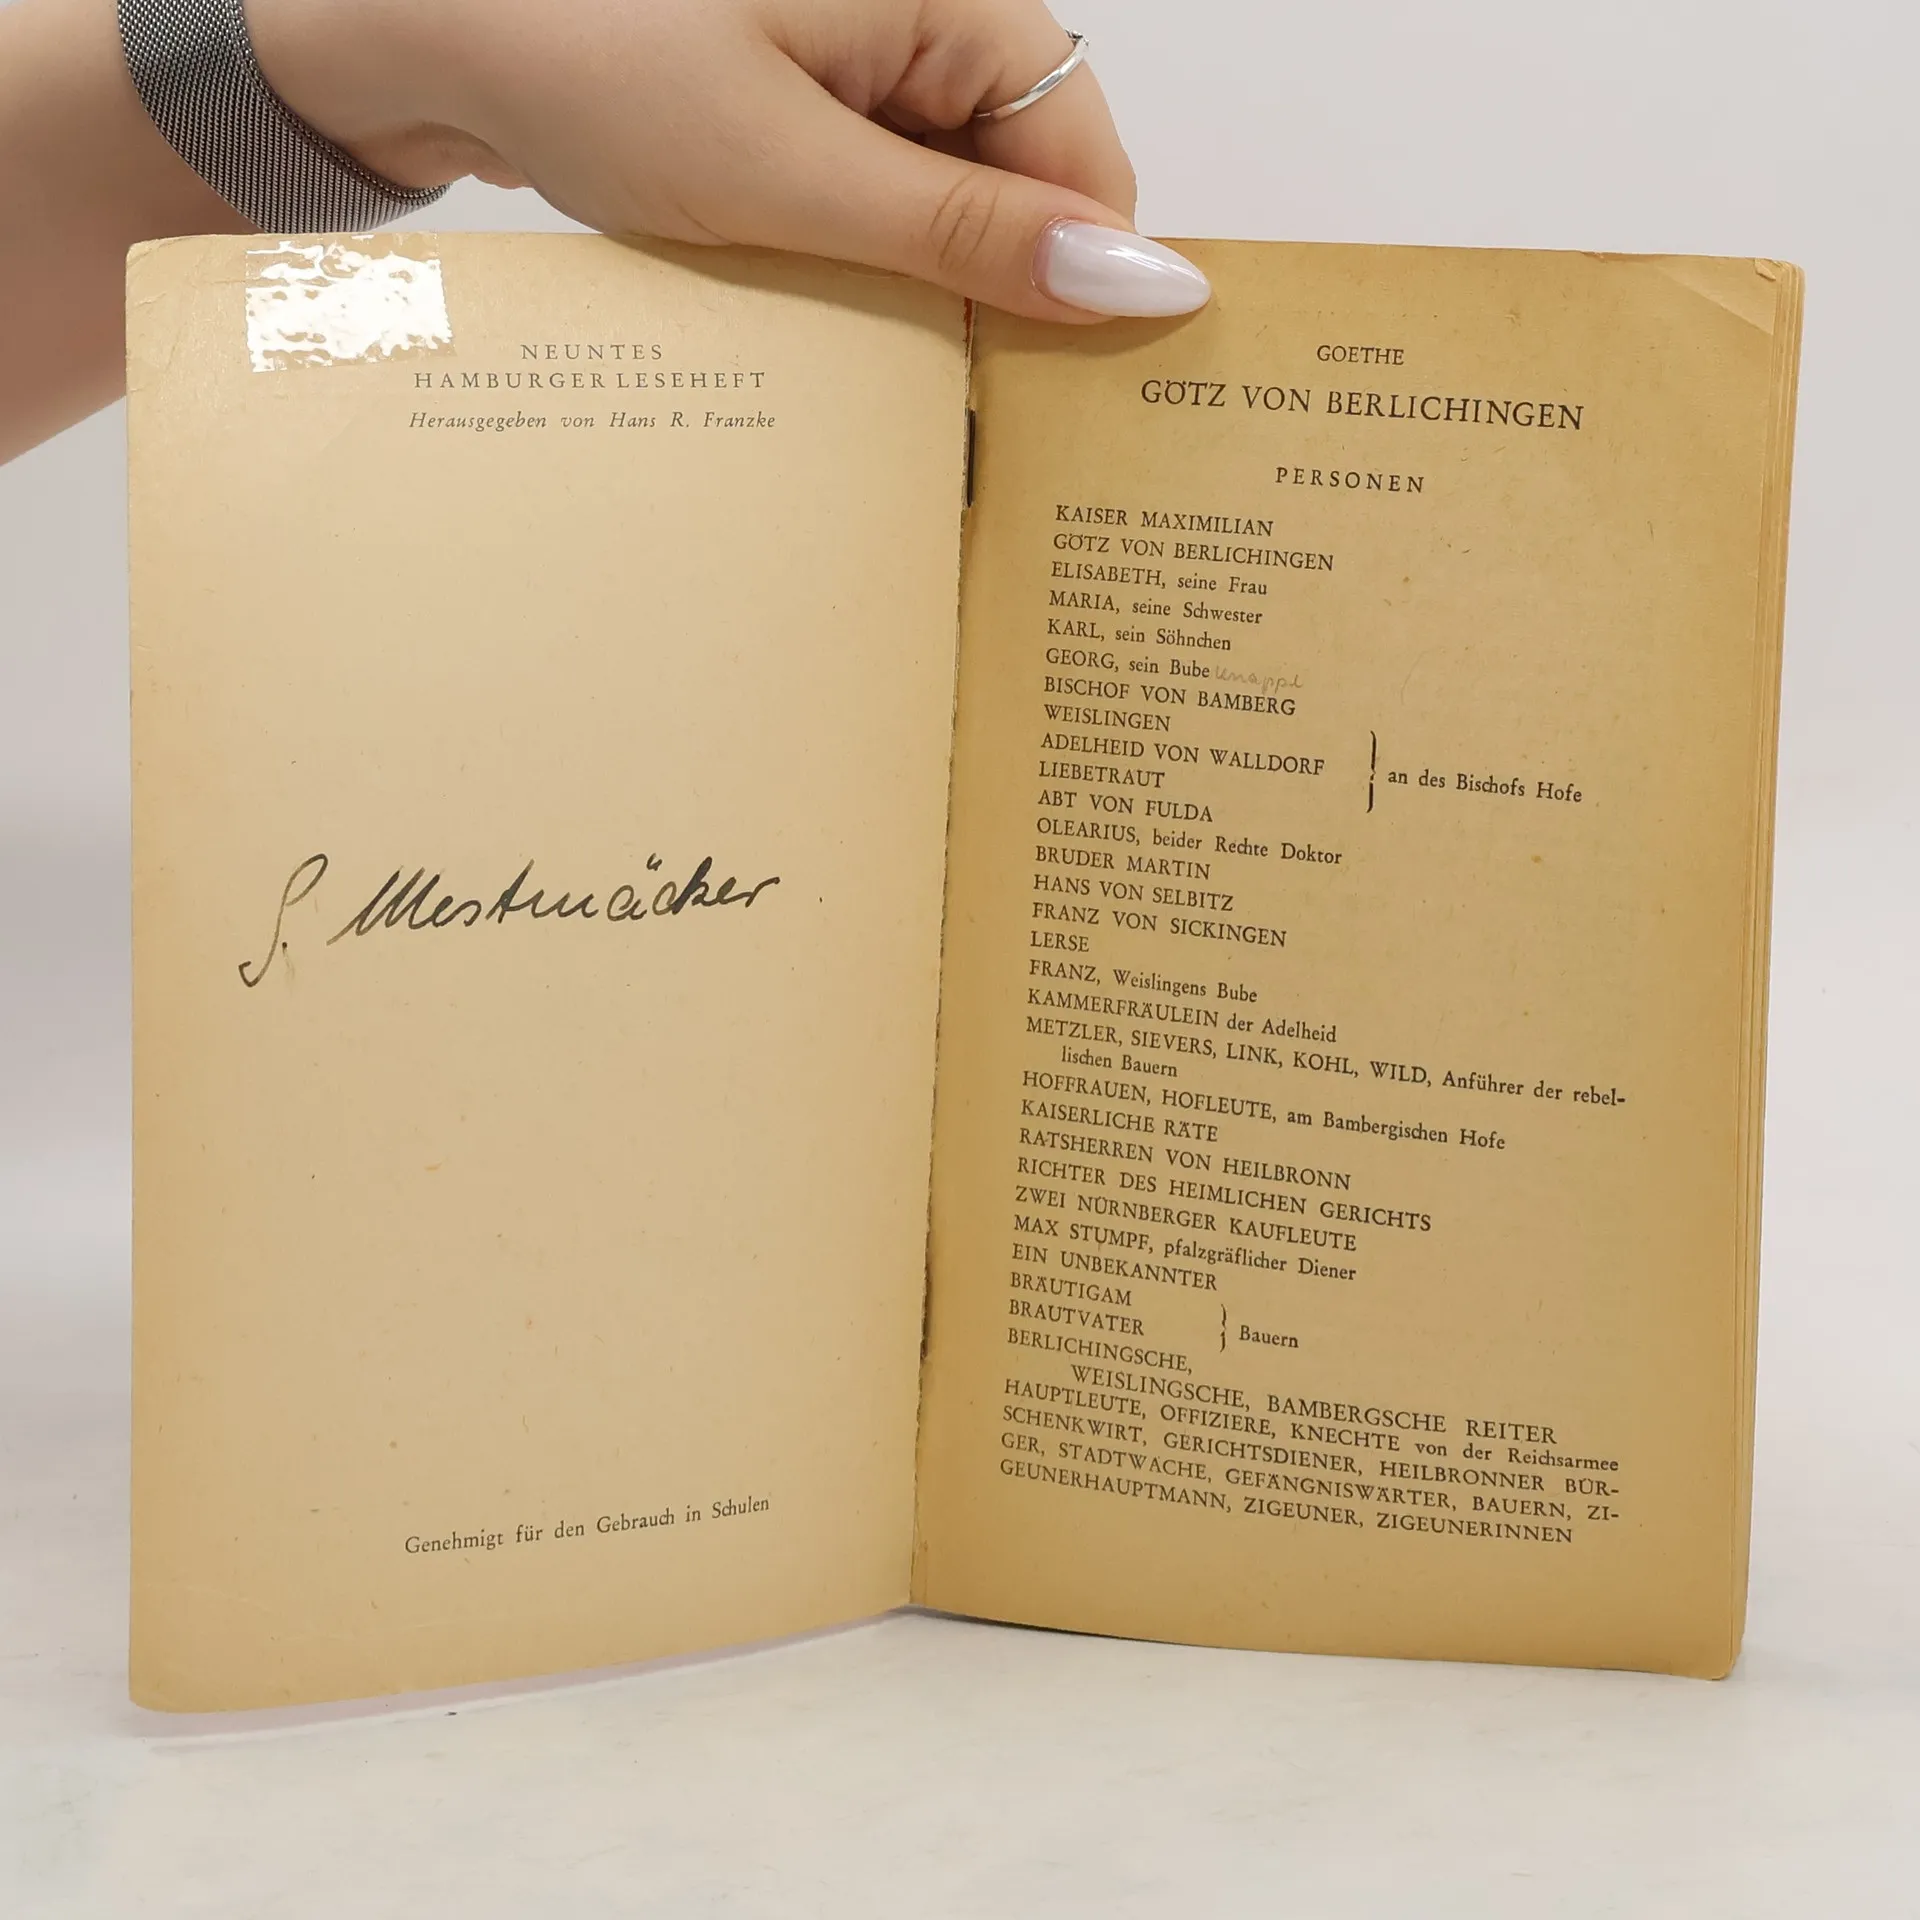 NEUNTES
HAMBURGER LESEHEFT
Herausgegeben von Hans R. Franzke
S. Mestmäcker
Genehmigt für den Gebrauch in Schulen
GOETHE
GÖTZ VON BERLICHINGEN
PERSONEN
KAISER MAXIMILIAN
GÖTZ VON BERLICHINGEN
ELISABETH, seine Frau
MARIA, seine Schwester
KARL, sein Söhnchen
GEORG, sein Bube
BISCHOF VON BAMBERG
WEISLINGEN
ADELHEID VON WALLDORF
LIEBETRAUT
an des Bischofs Hofe
ABT VON FULDA
OLEARIUS, beider Rechte Doktor
BRUDER MARTIN
HANS VON SELBITZ
FRANZ VON SICKINGEN
LERSE
FRANZ, Weislingens Bube
KAMMERFRÄULEIN der Adelheid
METZLER, SIEVERS, LINK, KOHL, WILD, Anführer der rebel-
lischen Bauern
HOFFRAUEN, HOFLEUTE, am Bambergischen Hofe
KAISERLICHE RÄTE
RATSHERREN VON HEILBRONN
RICHTER DES HEIMLICHEN GERICHTS
ZWEI NÜRNBERGER KAUFLEUTE
MAX STUMPF, pfalzgräflicher Diener
EIN UNBEKANNTER
BRÄUTIGAM
BRAUTVATER
Bauern
BERLICHINGSCHE,
WEISLINGSCHE, BAMBERGSCHE REITER
HAUPTLEUTE, OFFIZIERE, KNECHTE von der Reichsarmee
SCHENKWIRT, GERICHTSDIENER, HEILBRONNER BÜR-
GER, STADTWACHE, GEFÄNGNISWÄRTER, BAUERN, ZI-
GEUNERHAUPTMANN, ZIGEUNER, ZIGEUNERINNEN